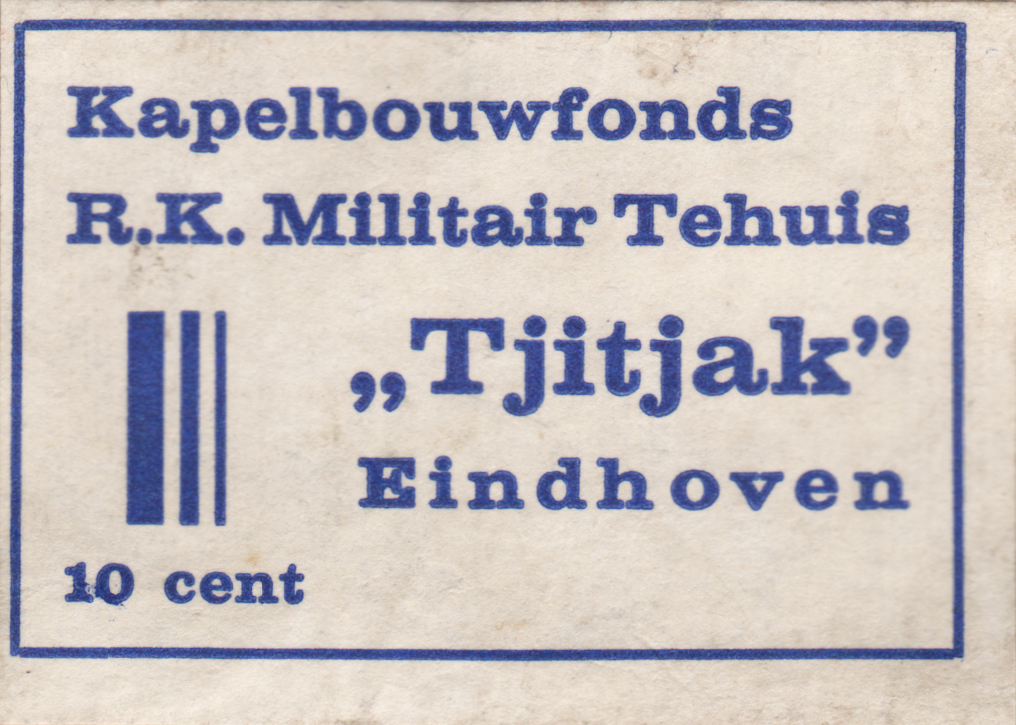 Kapelbouwfonds
R.K. Militair Tehuis
„Tjitjak”
Eindhoven
10 cent